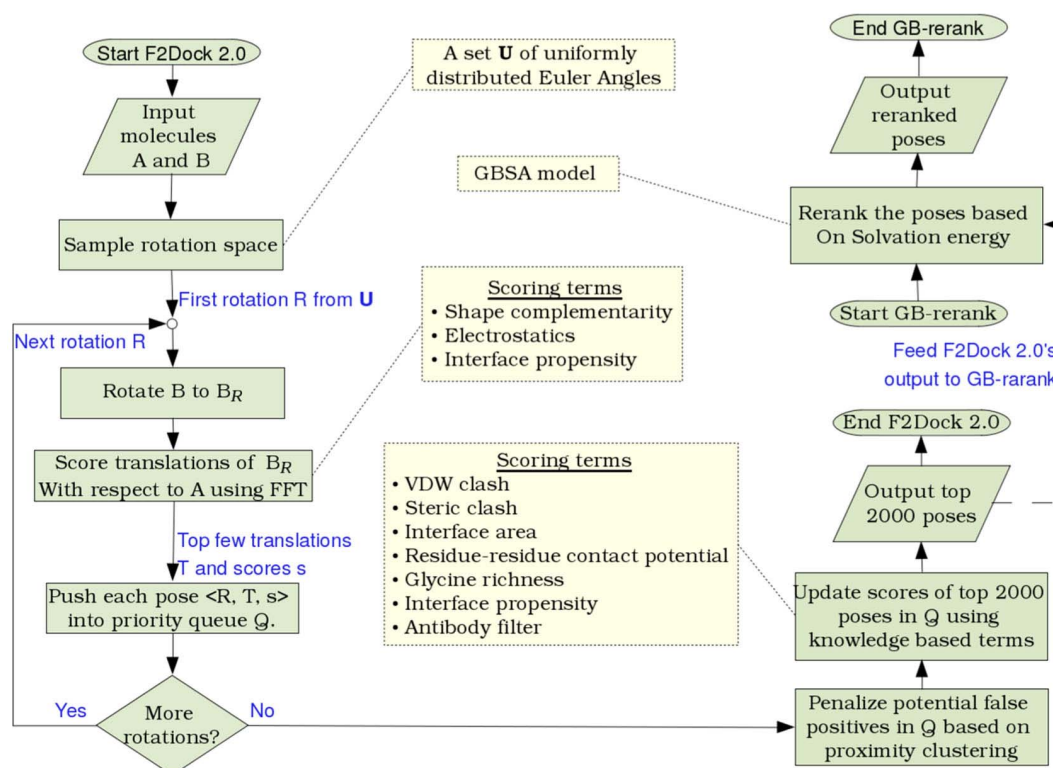 Start F2Dock 2.0
Input
molecules
A and B
Sample rotation space
First rotation R from U
Next rotation R
Rotate B to B_R
Score translations of B_R
With respect to A using FFT
Top few translations
T and scores s
Push each pose <R, T, s>
into priority queue Q.
More
rotations?
Yes
No
A set U of uniformly
distributed Euler Angles
GBSA model
Scoring terms
• Shape complementarity
• Electrostatics
• Interface propensity
Scoring terms
• VDW clash
• Steric clash
• Interface area
• Residue-residue contact potential
• Glycine richness
• Interface propensity
• Antibody filter
End GB-rerank
Output
reranked
poses
Rerank the poses based
On Solvation energy
Start GB-rerank
Feed F2Dock 2.0's
output to GB-rarank
End F2Dock 2.0
Output top
2000 poses
Update scores of top 2000
poses in Q using
knowledge based terms
Penalize potential false
positives in Q based on
proximity clustering